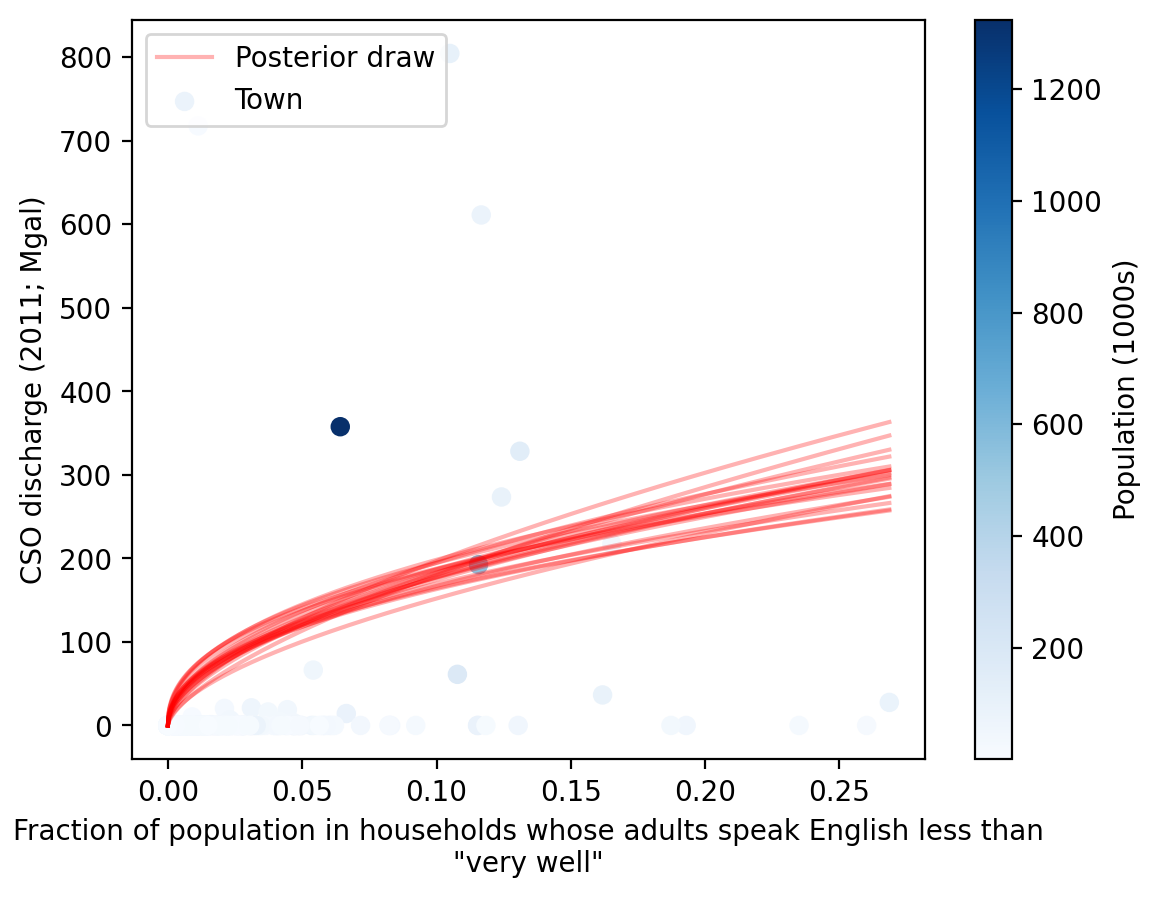 Posterior draw
Town
800
700
600
500
400
300
200
100
0
CSO discharge (2011; Mgal)
0.00 0.05 0.10 0.15 0.20 0.25
Fraction of population in households whose adults speak English less than
"very well"
1200
1000
800
600
400
200
Population (1000s)